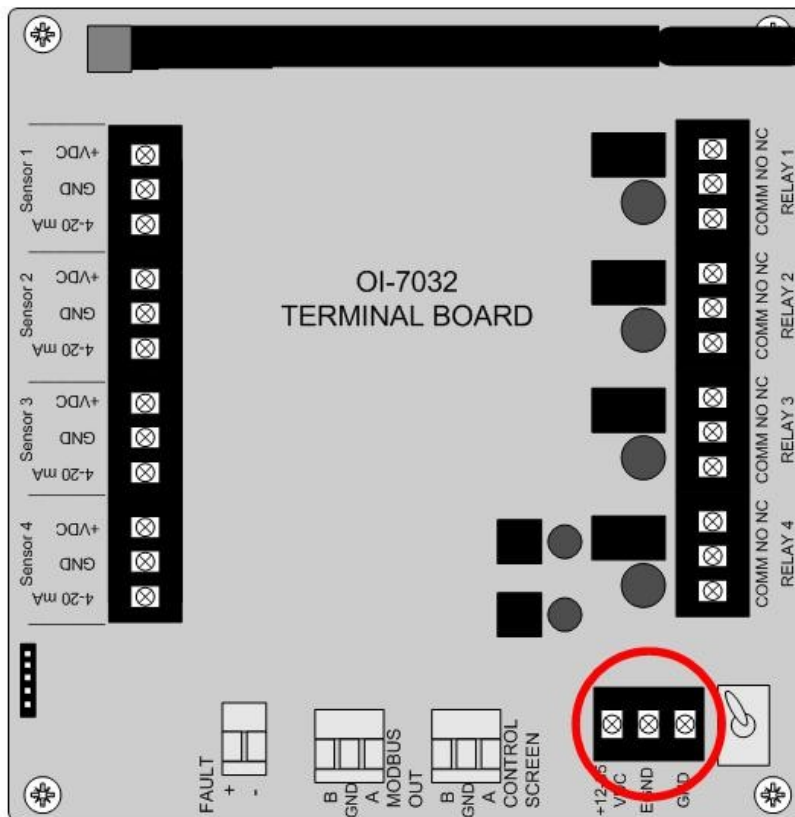 OI-7032
TERMINAL BOARD
Sensor 1
+VDC
GND
4-20 mA
Sensor 2
+VDC
GND
4-20 mA
Sensor 3
+VDC
GND
4-20 mA
Sensor 4
+VDC
GND
4-20 mA
COMM NO NC
RELAY 1
COMM NO NC
RELAY 2
COMM NO NC
RELAY 3
COMM NO NC
RELAY 4
FAULT
+
-
B
GND
A
MODBUS
OUT
B
GND
A
CONTROL
SCREEN
VDC
EGND
GND